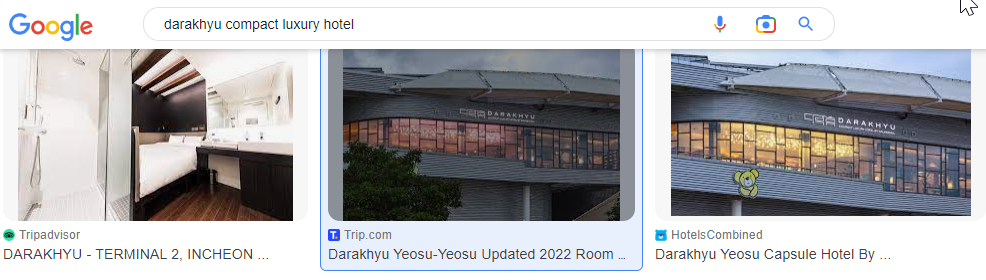 Google
darakhyu compact luxury hotel
DARAKHYU
DARAKHYU
Tripadvisor
DARAKHYU - TERMINAL 2, INCHEON ...
T. Trip.com
Darakhyu Yeosu-Yeosu Updated 2022 Room ...
HotelsCombined
Darakhyu Yeosu Capsule Hotel By ...